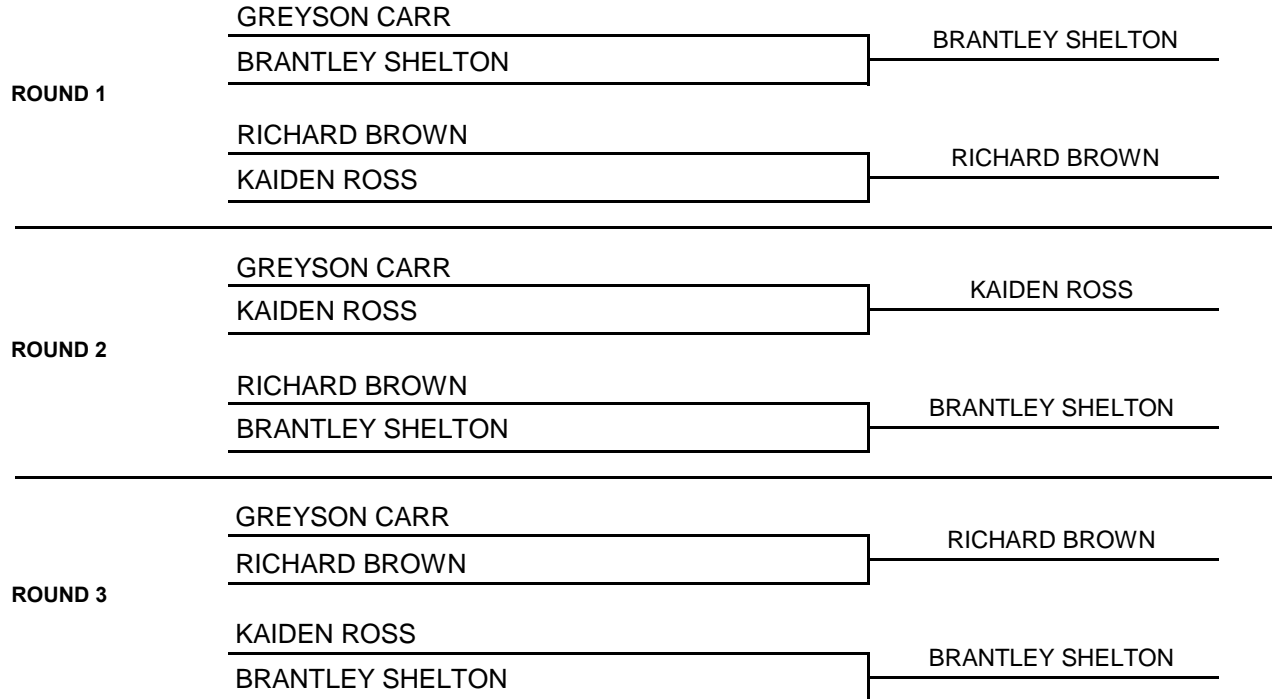 GREYSON CARR
BRANTLEY SHELTON
BRANTLEY SHELTON
ROUND 1
RICHARD BROWN
RICHARD BROWN
KAIDEN ROSS
GREYSON CARR
KAIDEN ROSS
KAIDEN ROSS
ROUND 2
RICHARD BROWN
BRANTLEY SHELTON
BRANTLEY SHELTON
GREYSON CARR
RICHARD BROWN
RICHARD BROWN
ROUND 3
KAIDEN ROSS
BRANTLEY SHELTON
BRANTLEY SHELTON